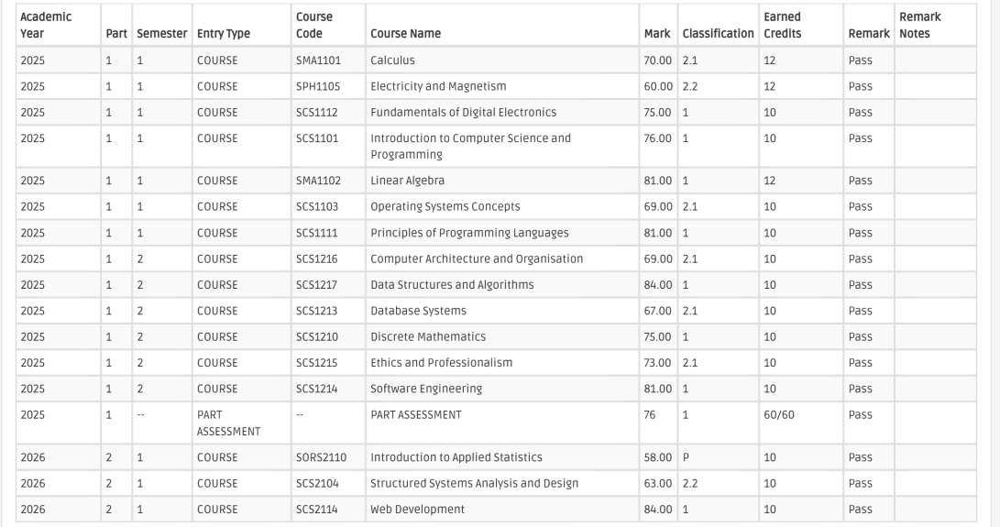 Academic Year Part Semester Entry Type Course Code Course Name Mark Classification Earned Credits Remark Remark Notes
2025 1 1 COURSE SMA1101 Calculus 70.00 2.1 12 Pass
2025 1 1 COURSE SPH1105 Electricity and Magnetism 60.00 2.2 12 Pass
2025 1 1 COURSE SCS1112 Fundamentals of Digital Electronics 75.00 1 10 Pass
2025 1 1 COURSE SCS1101 Introduction to Computer Science and Programming 76.00 1 10 Pass
2025 1 1 COURSE SMA1102 Linear Algebra 81.00 1 12 Pass
2025 1 1 COURSE SCS1103 Operating Systems Concepts 69.00 2.1 10 Pass
2025 1 1 COURSE SCS1111 Principles of Programming Languages 81.00 1 10 Pass
2025 1 2 COURSE SCS1216 Computer Architecture and Organisation 69.00 2.1 10 Pass
2025 1 2 COURSE SCS1217 Data Structures and Algorithms 84.00 1 10 Pass
2025 1 2 COURSE SCS1213 Database Systems 67.00 2.1 10 Pass
2025 1 2 COURSE SCS1210 Discrete Mathematics 75.00 1 10 Pass
2025 1 2 COURSE SCS1215 Ethics and Professionalism 73.00 2.1 10 Pass
2025 1 2 COURSE SCS1214 Software Engineering 81.00 1 10 Pass
2025 1 -- PART ASSESSMENT -- PART ASSESSMENT 76 1 60/60 Pass
2026 2 1 COURSE SORS2110 Introduction to Applied Statistics 58.00 P 10 Pass
2026 2 1 COURSE SCS2104 Structured Systems Analysis and Design 63.00 2.2 10 Pass
2026 2 1 COURSE SCS2114 Web Development 84.00 1 10 Pass